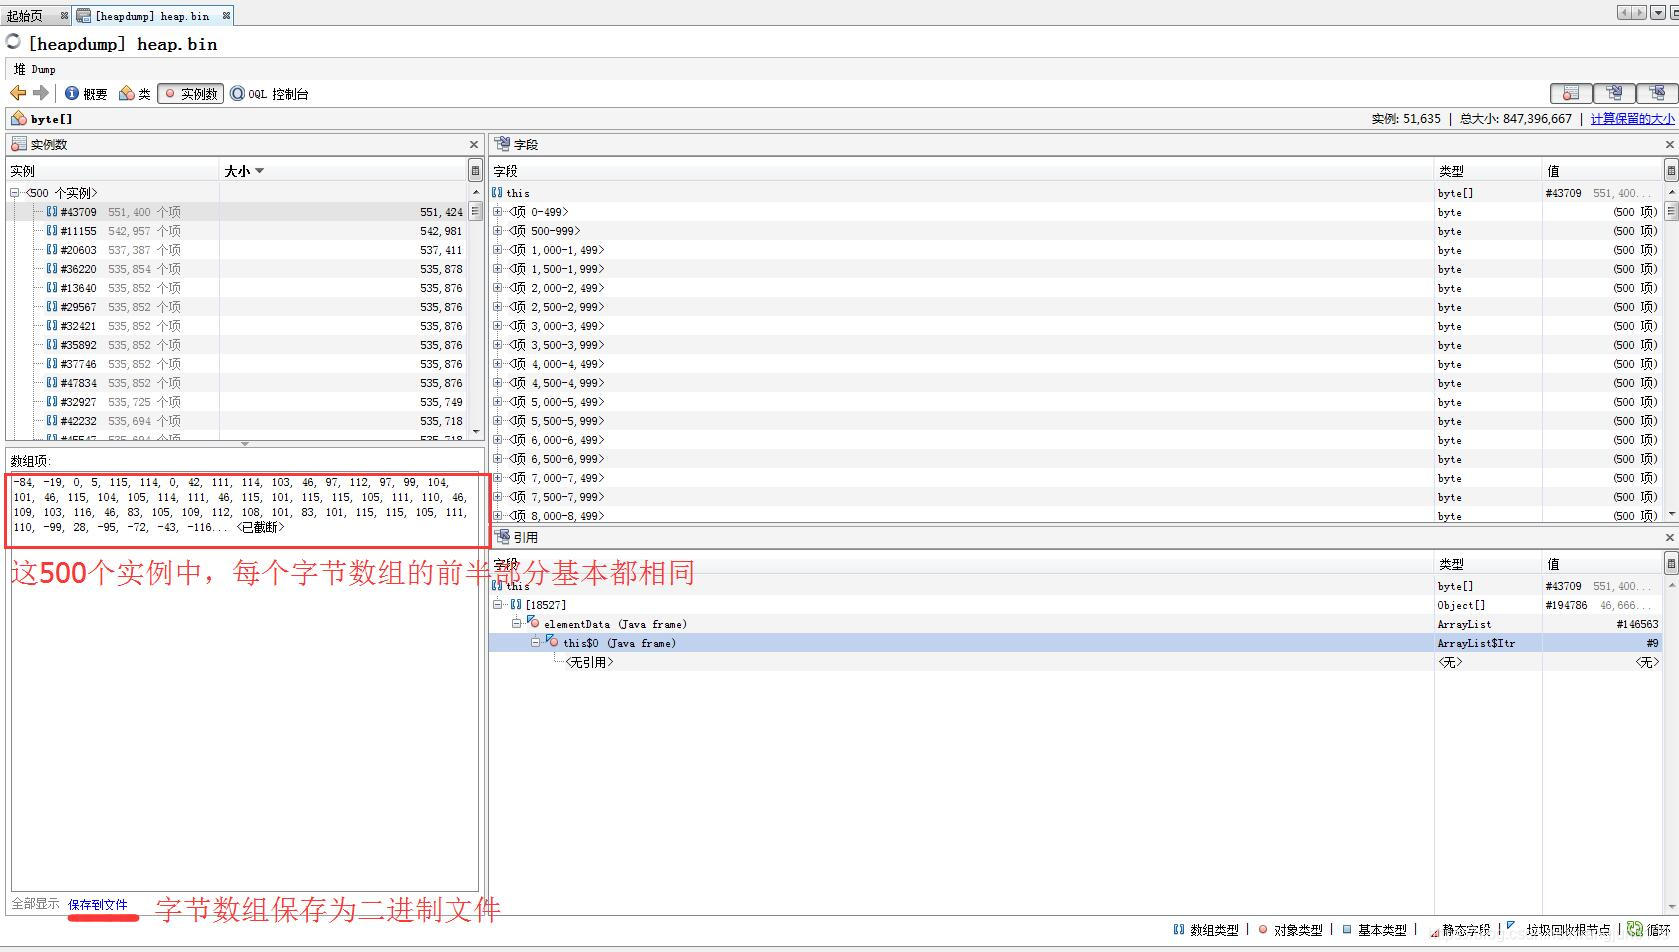 起始页
[heapdump] heap.bin
[heapdump] heap.bin
堆 Dump
概要 类 实例数 OQL 控制台
byte[] 实例: 51,635 | 总大小: 847,396,667 | 计算保留的大小
实例数
实例 大小
<500 个实例>
#43709 551,400 个项 551,424
#11155 542,957 个项 542,981
#20603 537,387 个项 537,411
#36220 535,854 个项 535,878
#13640 535,852 个项 535,876
#29567 535,852 个项 535,876
#32421 535,852 个项 535,876
#35892 535,852 个项 535,876
#37746 535,852 个项 535,876
#47834 535,852 个项 535,876
#32927 535,725 个项 535,749
#42232 535,694 个项 535,718
#45547 535,694 个项 535,718
数组项:
-84, -19, 0, 5, 115, 114, 0, 42, 111, 114, 103, 46, 97, 112, 97, 99, 104,
101, 46, 115, 104, 105, 114, 111, 46, 115, 101, 115, 115, 105, 111, 110, 46,
109, 103, 116, 46, 83, 105, 109, 112, 108, 101, 83, 101, 115, 115, 105, 111,
110, -99, 28, -95, -72, -43, -116... <已截断>
这500个实例中，每个字节数组的前半部分基本都相同
全部显示 保存到文件 字节数组保存为二进制文件
字段
字段 类型 值
this byte[] #43709 551,400...
<项 0-499> byte (500 项)
<项 500-999> byte (500 项)
<项 1,000-1,499> byte (500 项)
<项 1,500-1,999> byte (500 项)
<项 2,000-2,499> byte (500 项)
<项 2,500-2,999> byte (500 项)
<项 3,000-3,499> byte (500 项)
<项 3,500-3,999> byte (500 项)
<项 4,000-4,499> byte (500 项)
<项 4,500-4,999> byte (500 项)
<项 5,000-5,499> byte (500 项)
<项 5,500-5,999> byte (500 项)
<项 6,000-6,499> byte (500 项)
<项 6,500-6,999> byte (500 项)
<项 7,000-7,499> byte (500 项)
<项 7,500-7,999> byte (500 项)
<项 8,000-8,499> byte (500 项)
引用
字段 类型 值
this byte[] #43709 551,400...
[18527] Object[] #194786 46,666...
elementData (Java frame) ArrayList #146563
this$0 (Java frame) ArrayList$Itr #9
<无引用> <无> <无>
数组类型 | 对象类型 | 基本类型 | 静态字段 | 垃圾回收根节点 | 循环